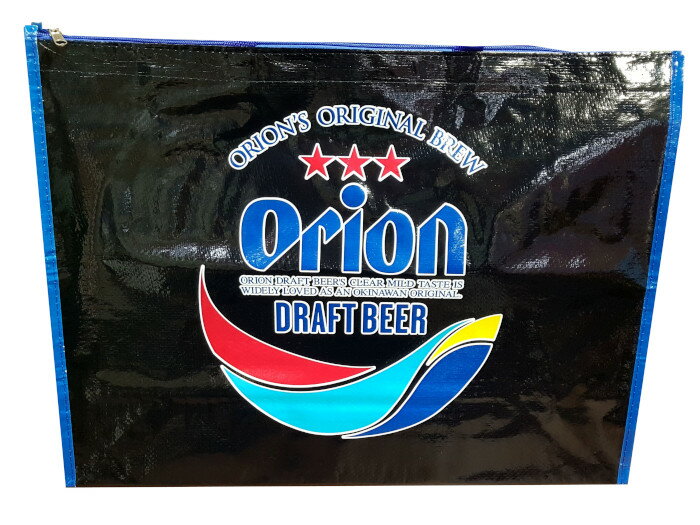 ORION'S ORIGINAL BREW
Orion
ORION DRAFT BEER'S CLEAR MILD TASTE IS
WIDELY LOVED AS AN OKINAWAN ORIGINAL.
DRAFT BEER